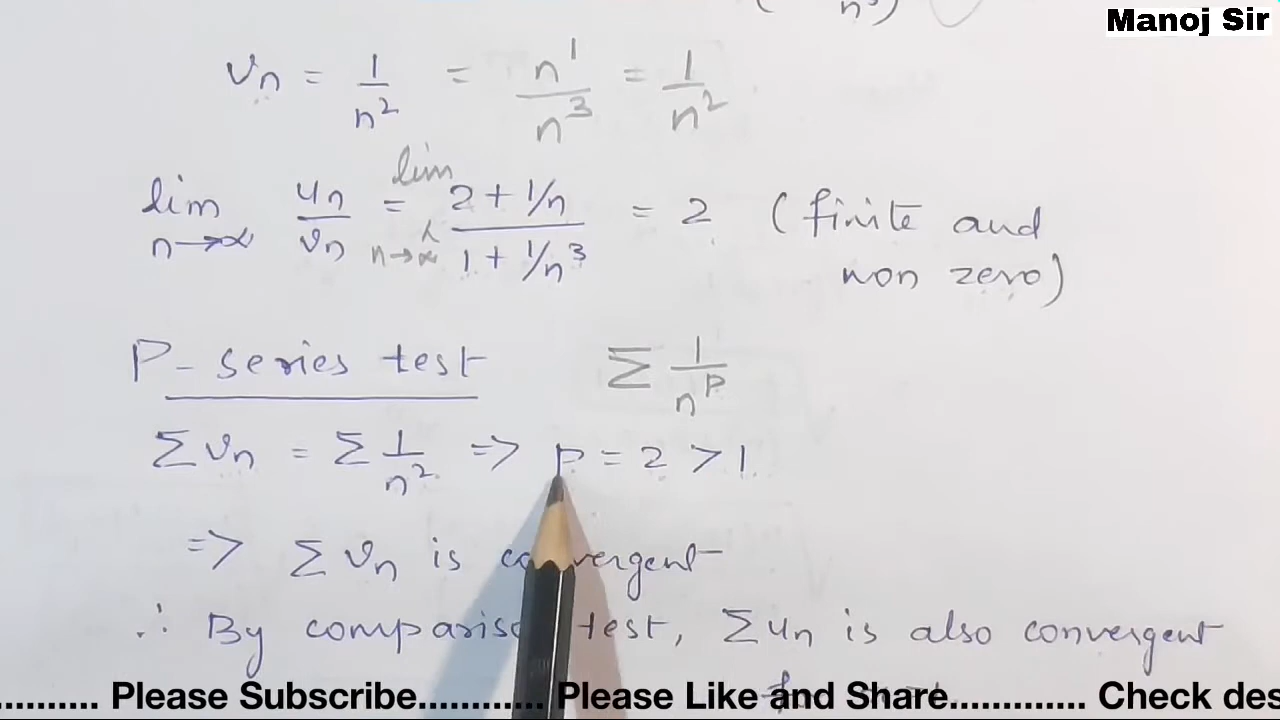 n³)
Manoj Sir
vn = 1/n² = n¹/n³ = 1/n²
lim n→∞ un/vn = lim n→∞ (2 + 1/n)/(1 + 1/n³) = 2 (finite and
non zero)
P-series test Σ 1/n^p
Σvn = Σ 1/n² => p = 2 > 1
=> Σvn is convergent
∴ By comparison test, Σun is also convergent
........... Please Subscribe............ Please Like and Share............. Check des